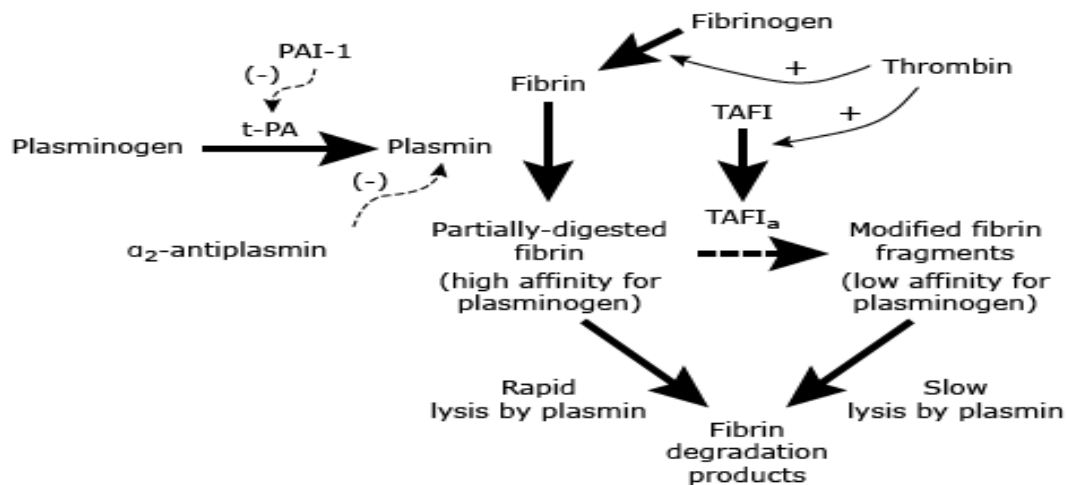 Fibrinogen
PAI-1
(-)
+
Thrombin
Fibrin
TAFI
+
t-PA
Plasminogen
Plasmin
(-)
α2-antiplasmin
TAFIa
Partially-digested
fibrin
(high affinity for
plasminogen)
Modified fibrin
fragments
(low affinity for
plasminogen)
Rapid
lysis by plasmin
Slow
lysis by plasmin
Fibrin
degradation
products